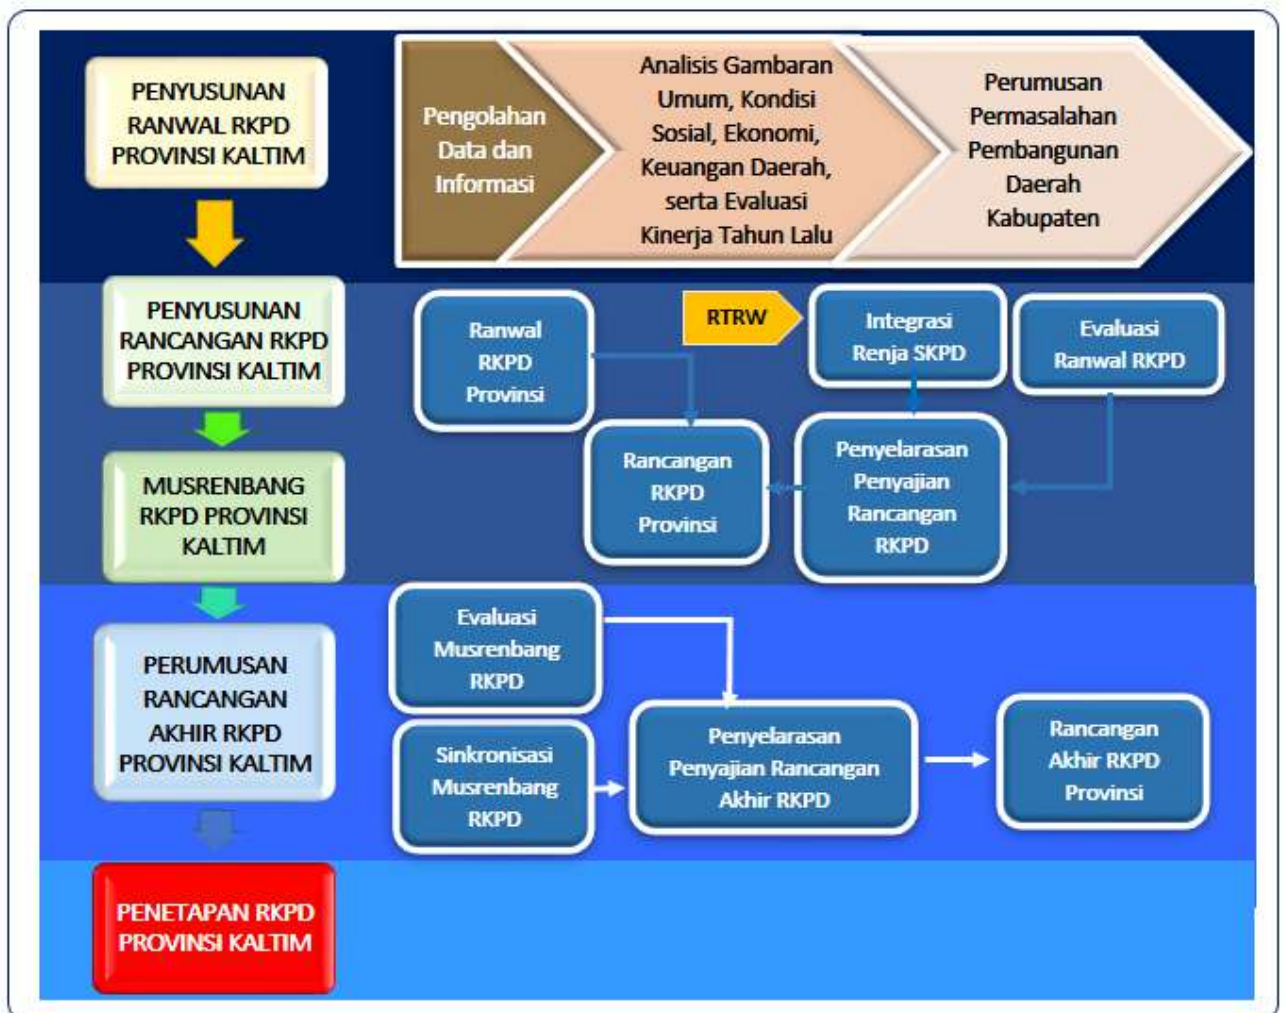 PENYUSUNAN
RANWAL RKPD
PROVINSI KALTIM
Pengolahan
Data dan
Informasi
Analisis Gambaran
Umum, Kondisi
Sosial, Ekonomi,
Keuangan Daerah,
serta Evaluasi
Kinerja Tahun Lalu
Perumusan
Permasalahan
Pembangunan
Daerah
Kabupaten
PENYUSUNAN
RANCANGAN RKPD
PROVINSI KALTIM
Ranwal
RKPD
Provinsi
RTRW
Integrasi
Renja SKPD
Evaluasi
Ranwal RKPD
Rancangan
RKPD
Provinsi
Penyelarasan
Penyajian
Rancangan
RKPD
MUSRENBANG
RKPD PROVINSI
KALTIM
PERUMUSAN
RANCANGAN
AKHIR RKPD
PROVINSI KALTIM
Evaluasi
Musrenbang
RKPD
Sinkronisasi
Musrenbang
RKPD
Penyelarasan
Penyajian Rancangan
Akhir RKPD
Rancangan
Akhir RKPD
Provinsi
PENETAPAN RKPD
PROVINSI KALTIM